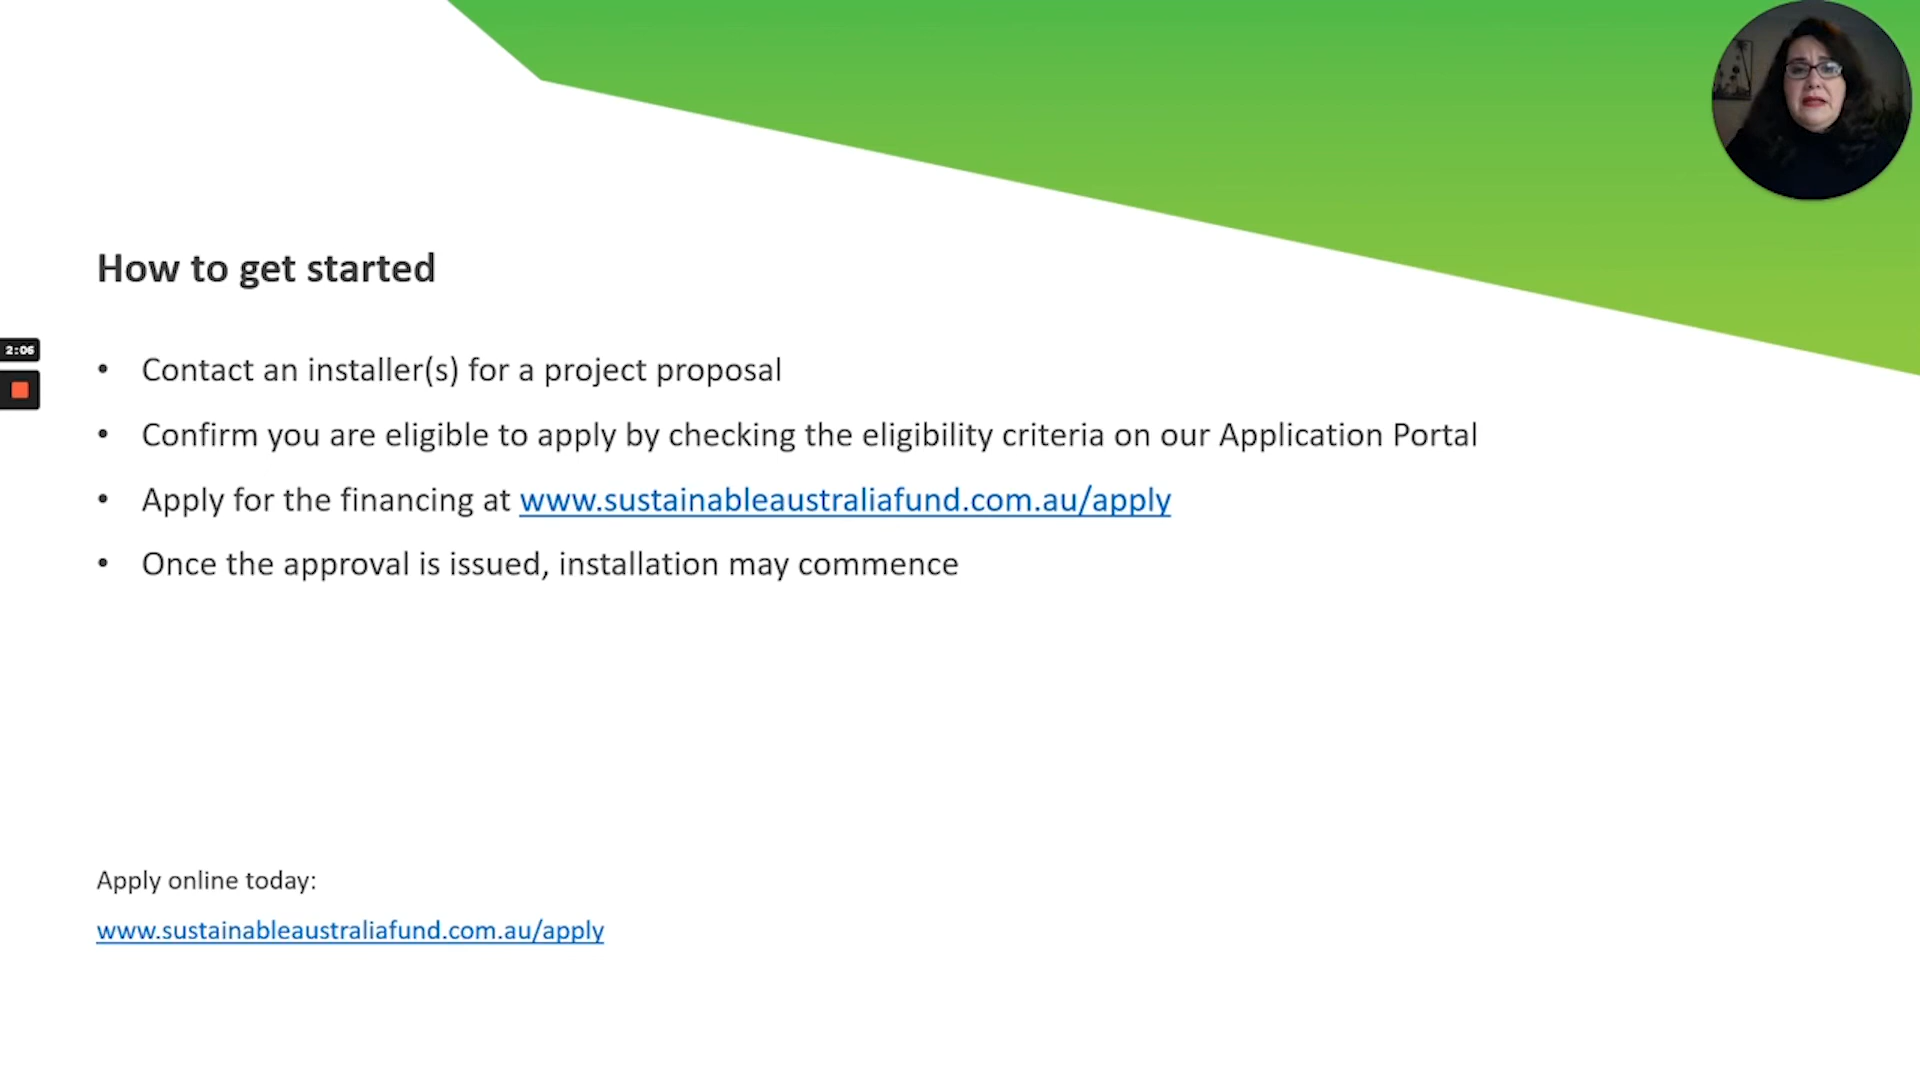 How to get started
2:06
• Contact an installer(s) for a project proposal
• Confirm you are eligible to apply by checking the eligibility criteria on our Application Portal
• Apply for the financing at www.sustainableaustraliafund.com.au/apply
• Once the approval is issued, installation may commence
Apply online today:
www.sustainableaustraliafund.com.au/apply